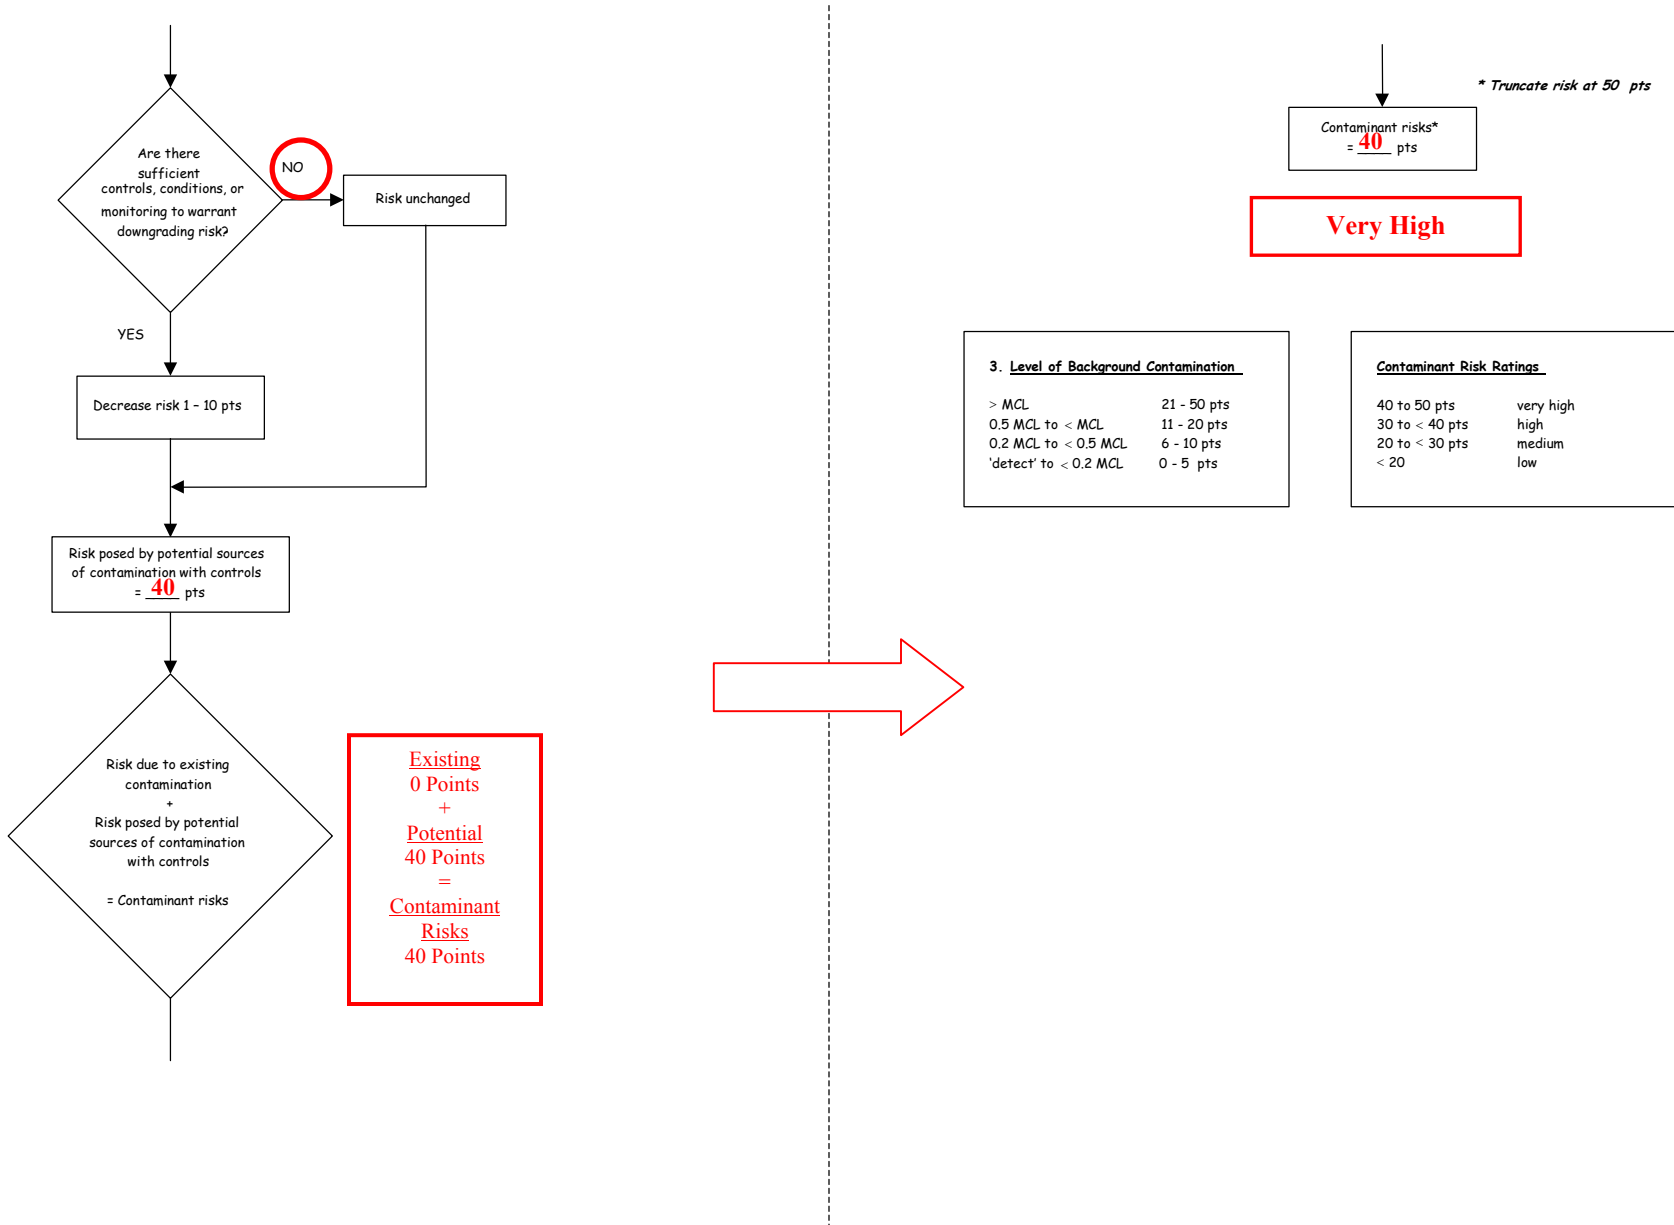 Are there
sufficient
controls, conditions, or
monitoring to warrant
downgrading risk?
NO
Risk unchanged
YES
Decrease risk 1 – 10 pts
Risk posed by potential sources
of contamination with controls
= 40 pts
Risk due to existing
contamination
+
Risk posed by potential
sources of contamination
with controls
= Contaminant risks
Existing
0 Points
+
Potential
40 Points
=
Contaminant
Risks
40 Points
* Truncate risk at 50 pts
Contaminant risks*
= 40 pts
Very High
3. Level of Background Contamination
> MCL 21 - 50 pts
0.5 MCL to < MCL 11 - 20 pts
0.2 MCL to < 0.5 MCL 6 - 10 pts
'detect' to < 0.2 MCL 0 - 5 pts
Contaminant Risk Ratings
40 to 50 pts very high
30 to < 40 pts high
20 to < 30 pts medium
< 20 low